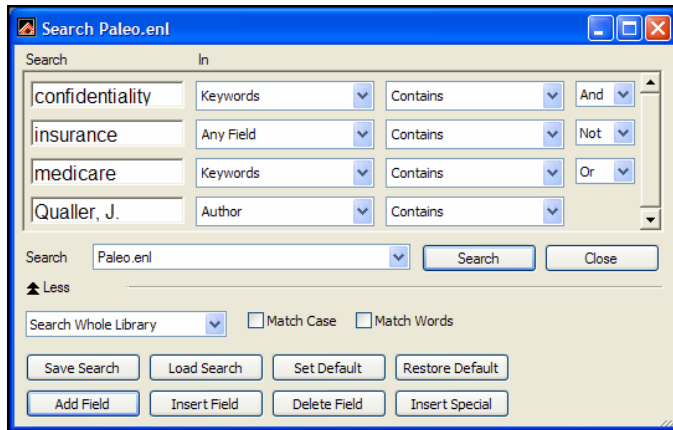 Search Paleo.enl
Search In
confidentiality Keywords Contains And
insurance Any Field Contains Not
medicare Keywords Contains Or
Qualler, J. Author Contains
Search Paleo.enl Search Close
Less
Search Whole Library Match Case Match Words
Save Search Load Search Set Default Restore Default
Add Field Insert Field Delete Field Insert Special